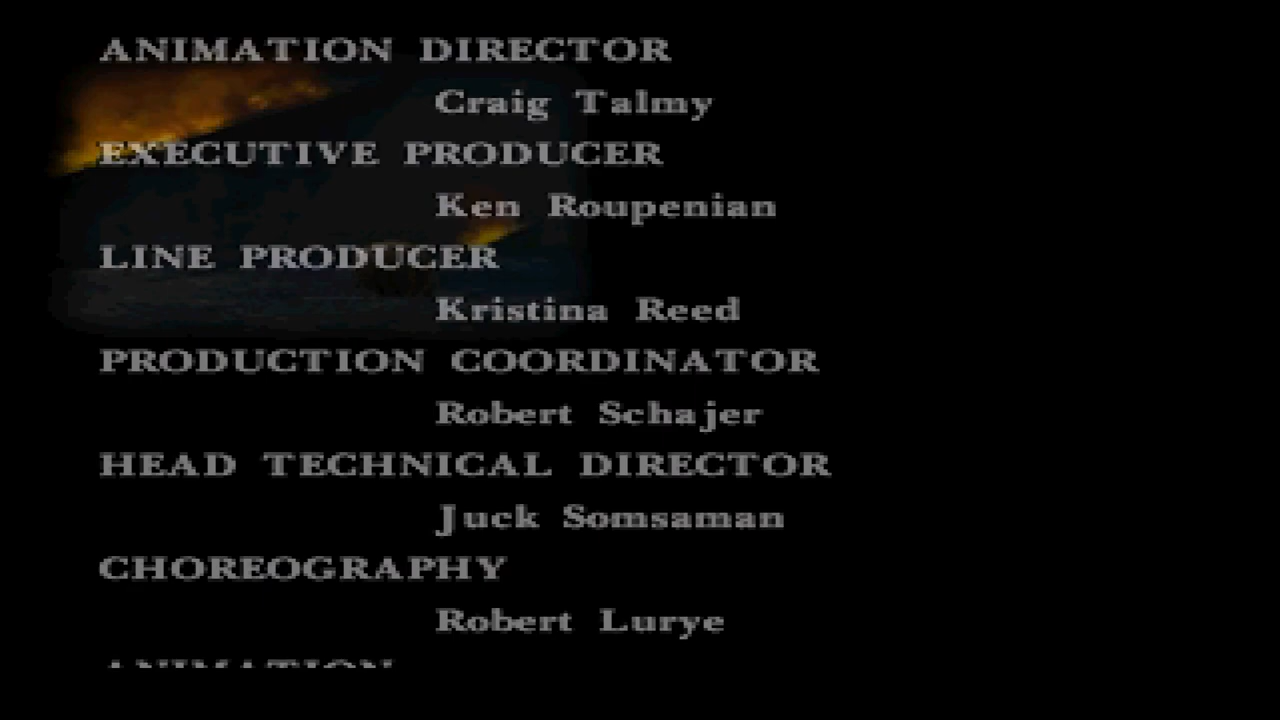 ANIMATION DIRECTOR
Craig Talmy
EXECUTIVE PRODUCER
Ken Roupenian
LINE PRODUCER
Kristina Reed
PRODUCTION COORDINATOR
Robert Schajer
HEAD TECHNICAL DIRECTOR
Juck Somsaman
CHOREOGRAPHY
Robert Lurye
ANIMATION